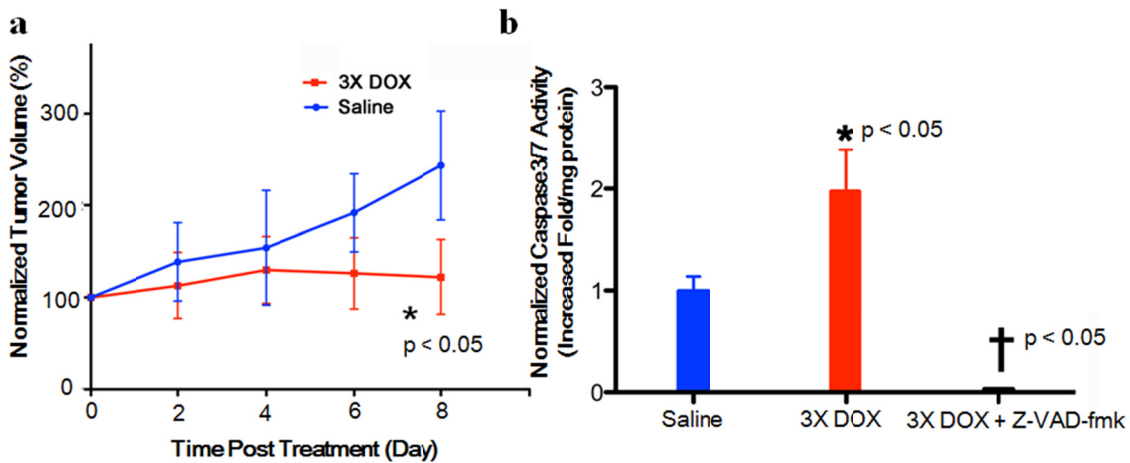 a
Normalized Tumor Volume (%)
300
200
100
0
3X DOX
Saline
*
p < 0.05
0 2 4 6 8
Time Post Treatment (Day)
b
Normalized Caspase3/7 Activity
(Increased Fold/mg protein)
3
2
1
0
* p < 0.05
† p < 0.05
Saline 3X DOX 3X DOX + Z-VAD-fmk